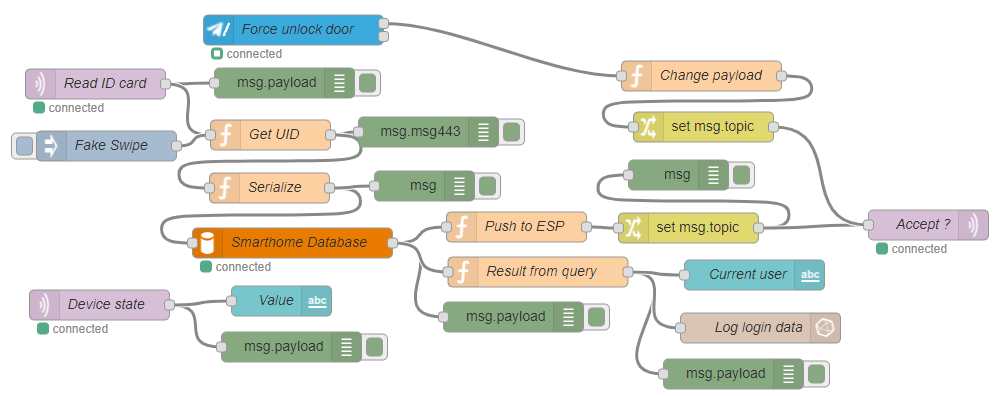 Force unlock door
connected
Read ID card
connected
msg.payload
Change payload
Get UID
msg.msg443
set msg.topic
Fake Swipe
Serialize
msg
msg
Smarthome Database
connected
Push to ESP
set msg.topic
Accept ?
connected
Result from query
Current user
Device state
connected
Value
abc
abc
msg.payload
Log login data
msg.payload
msg.payload